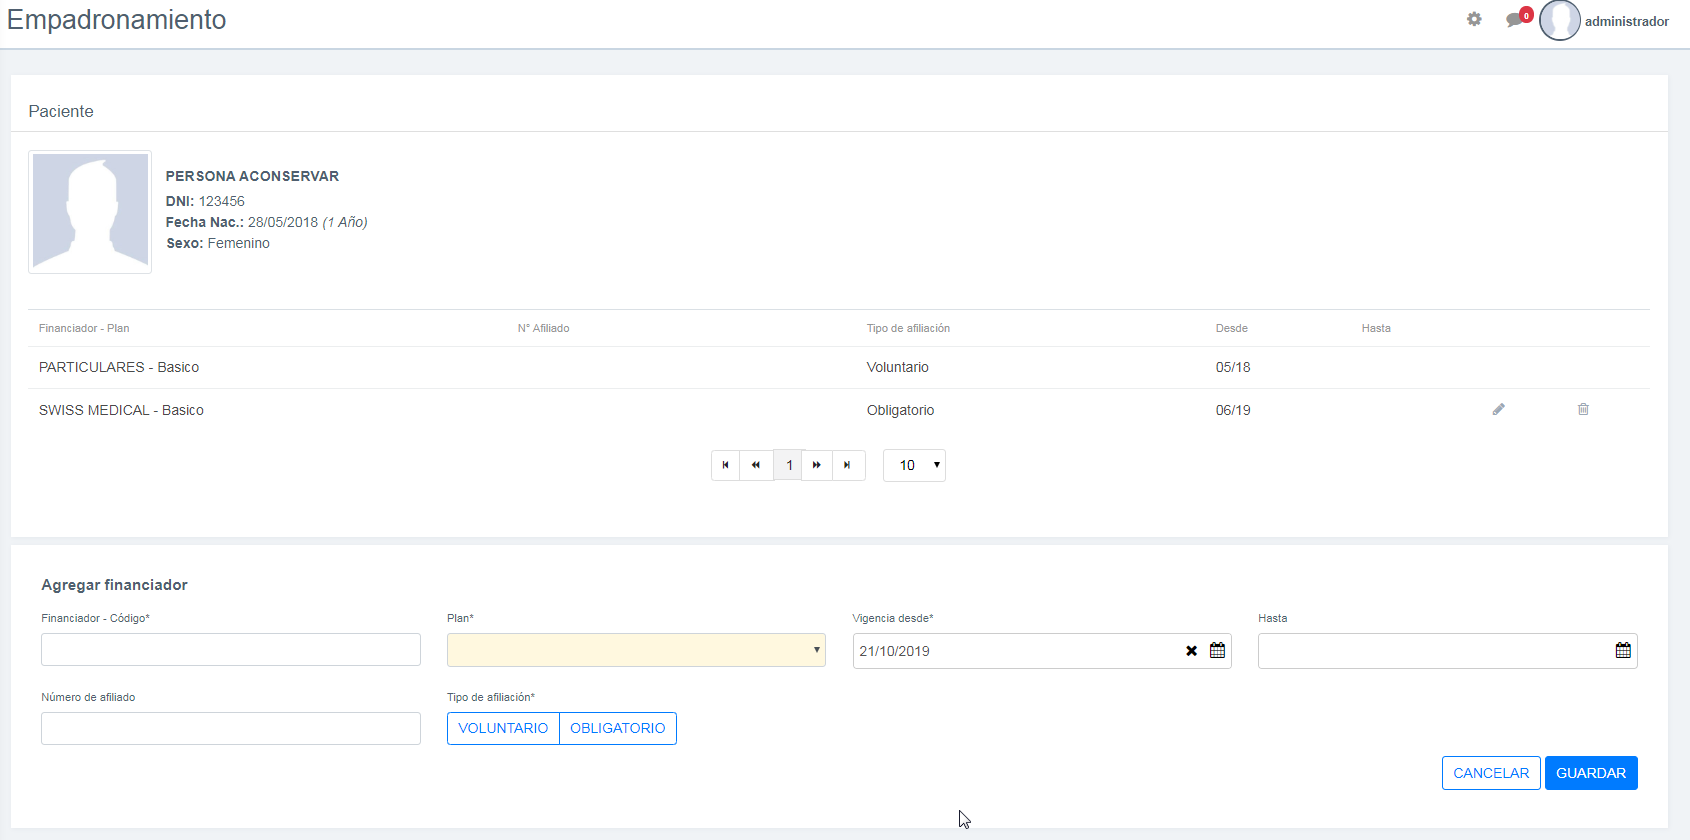 Empadronamiento
0
administrador
Paciente
PERSONA ACONSERVAR
DNI: 123456
Fecha Nac.: 28/05/2018 (1 Año)
Sexo: Femenino
Financiador - Plan N° Afiliado Tipo de afiliación Desde Hasta
PARTICULARES - Basico Voluntario 05/18
SWISS MEDICAL - Basico Obligatorio 06/19
1 10
Agregar financiador
Financiador - Código* Plan* Vigencia desde* Hasta
21/10/2019
Número de afiliado Tipo de afiliación*
VOLUNTARIO OBLIGATORIO
CANCELAR GUARDAR